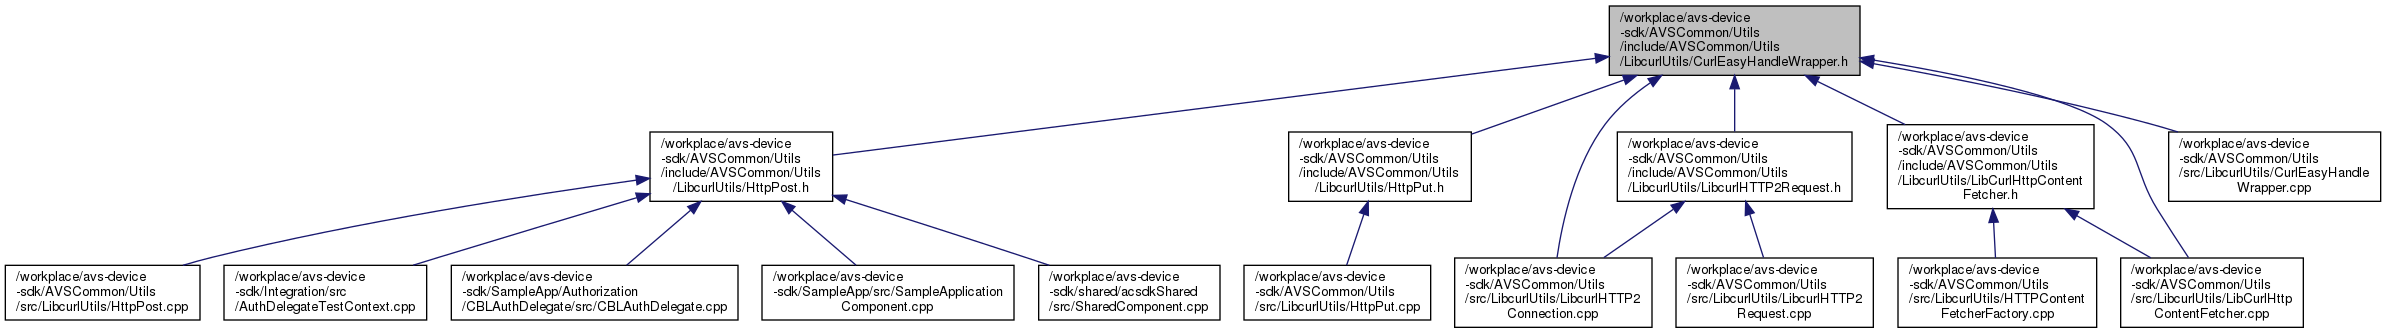 /workplace/avs-device
-sdk/AVSCommon/Utils
/include/AVSCommon/Utils
/LibcurlUtils/CurlEasyHandleWrapper.h
/workplace/avs-device
-sdk/AVSCommon/Utils
/include/AVSCommon/Utils
/LibcurlUtils/HttpPost.h
/workplace/avs-device
-sdk/AVSCommon/Utils
/include/AVSCommon/Utils
/LibcurlUtils/HttpPut.h
/workplace/avs-device
-sdk/AVSCommon/Utils
/include/AVSCommon/Utils
/LibcurlUtils/LibcurlHTTP2Request.h
/workplace/avs-device
-sdk/AVSCommon/Utils
/include/AVSCommon/Utils
/LibcurlUtils/LibCurlHttpContent
Fetcher.h
/workplace/avs-device
-sdk/AVSCommon/Utils
/src/LibcurlUtils/CurlEasyHandle
Wrapper.cpp
/workplace/avs-device
-sdk/AVSCommon/Utils
/src/LibcurlUtils/HttpPost.cpp
/workplace/avs-device
-sdk/Integration/src
/AuthDelegateTestContext.cpp
/workplace/avs-device
-sdk/SampleApp/Authorization
/CBLAuthDelegate/src/CBLAuthDelegate.cpp
/workplace/avs-device
-sdk/SampleApp/src/SampleApplication
Component.cpp
/workplace/avs-device
-sdk/shared/acsdkShared
/src/SharedComponent.cpp
/workplace/avs-device
-sdk/AVSCommon/Utils
/src/LibcurlUtils/HttpPut.cpp
/workplace/avs-device
-sdk/AVSCommon/Utils
/src/LibcurlUtils/LibcurlHTTP2
Connection.cpp
/workplace/avs-device
-sdk/AVSCommon/Utils
/src/LibcurlUtils/LibcurlHTTP2
Request.cpp
/workplace/avs-device
-sdk/AVSCommon/Utils
/src/LibcurlUtils/HTTPContent
FetcherFactory.cpp
/workplace/avs-device
-sdk/AVSCommon/Utils
/src/LibcurlUtils/LibCurlHttp
ContentFetcher.cpp